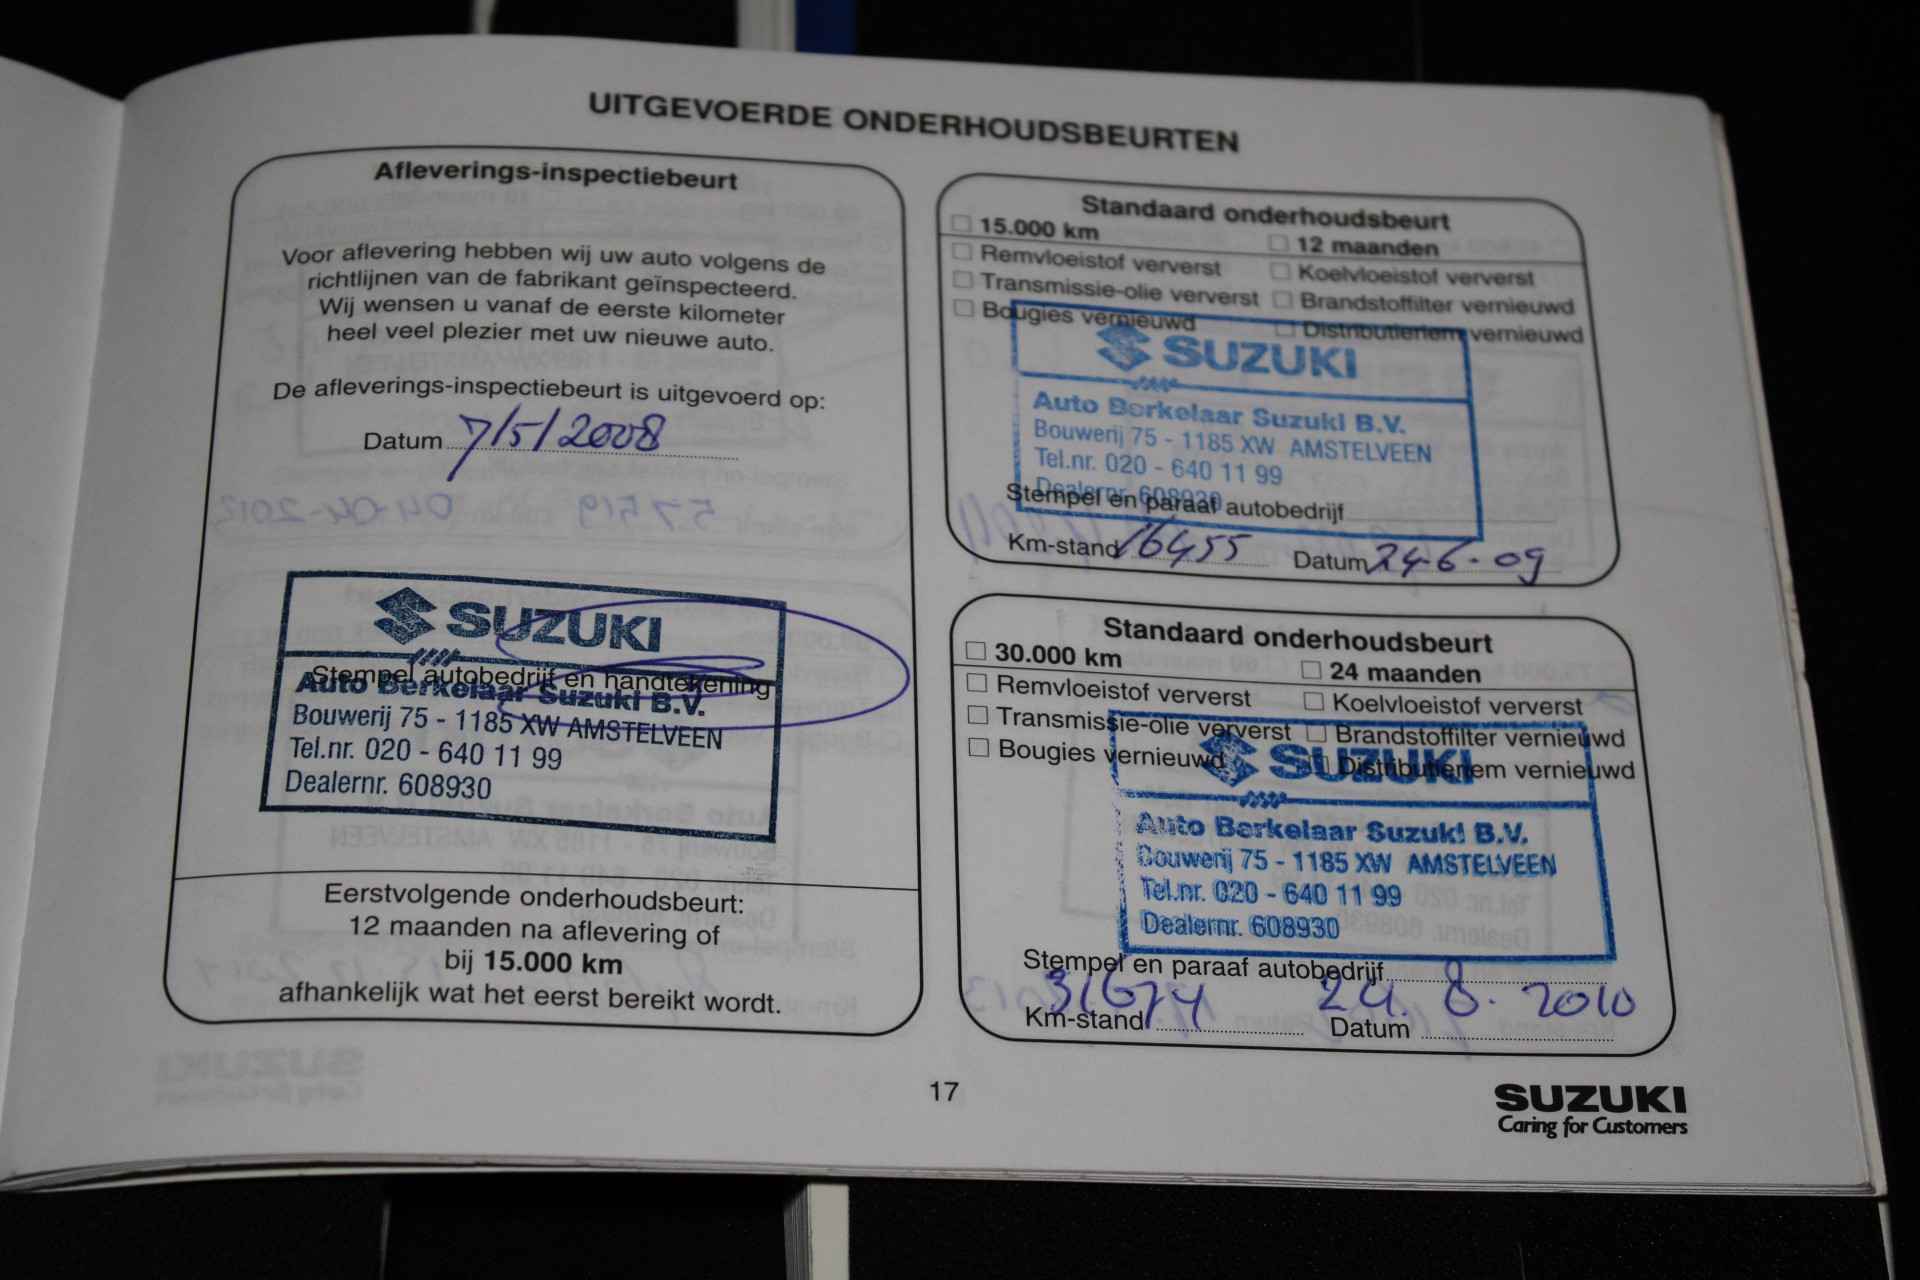 UITGEVOERDE ONDERHOUDSBEURTEN
Afleverings-inspectiebeurt
Voor aflevering hebben wij uw auto volgens de
richtlijnen van de fabrikant geïnspecteerd.
Wij wensen u vanaf de eerste kilometer
heel veel plezier met uw nieuwe auto.
De afleverings-inspectiebeurt is uitgevoerd op:
Datum 7/5/2008
SUZUKI
Stempel autobedrijf en handtekening
Auto Berkelaar Suzuki B.V.
Bouwerij 75 - 1185 XW AMSTELVEEN
Tel.nr. 020 - 640 11 99
Dealernr. 608930
Eerstvolgende onderhoudsbeurt:
12 maanden na aflevering of
bij 15.000 km
afhankelijk wat het eerst bereikt wordt.
Standaard onderhoudsbeurt
15.000 km 12 maanden
Remvloeistof ververst Koelvloeistof ververst
Transmissie-olie ververst Brandstoffilter vernieuwd
Bougies vernieuwd Distributieriem vernieuwd
SUZUKI
Auto Berkelaar Suzuki B.V.
Bouwerij 75 - 1185 XW AMSTELVEEN
Tel.nr. 020 - 640 11 99
Dealernr. 608930
Stempel en paraaf autobedrijf
Km-stand 16455 Datum 24-6-09
Standaard onderhoudsbeurt
30.000 km 24 maanden
Remvloeistof ververst Koelvloeistof ververst
Transmissie-olie ververst Brandstoffilter vernieuwd
Bougies vernieuwd Distributieriem vernieuwd
SUZUKI
Auto Berkelaar Suzuki B.V.
Bouwerij 75 - 1185 XW AMSTELVEEN
Tel.nr. 020 - 640 11 99
Dealernr. 608930
Stempel en paraaf autobedrijf
Km-stand 31674 Datum 2010
17
SUZUKI
Caring for Customers